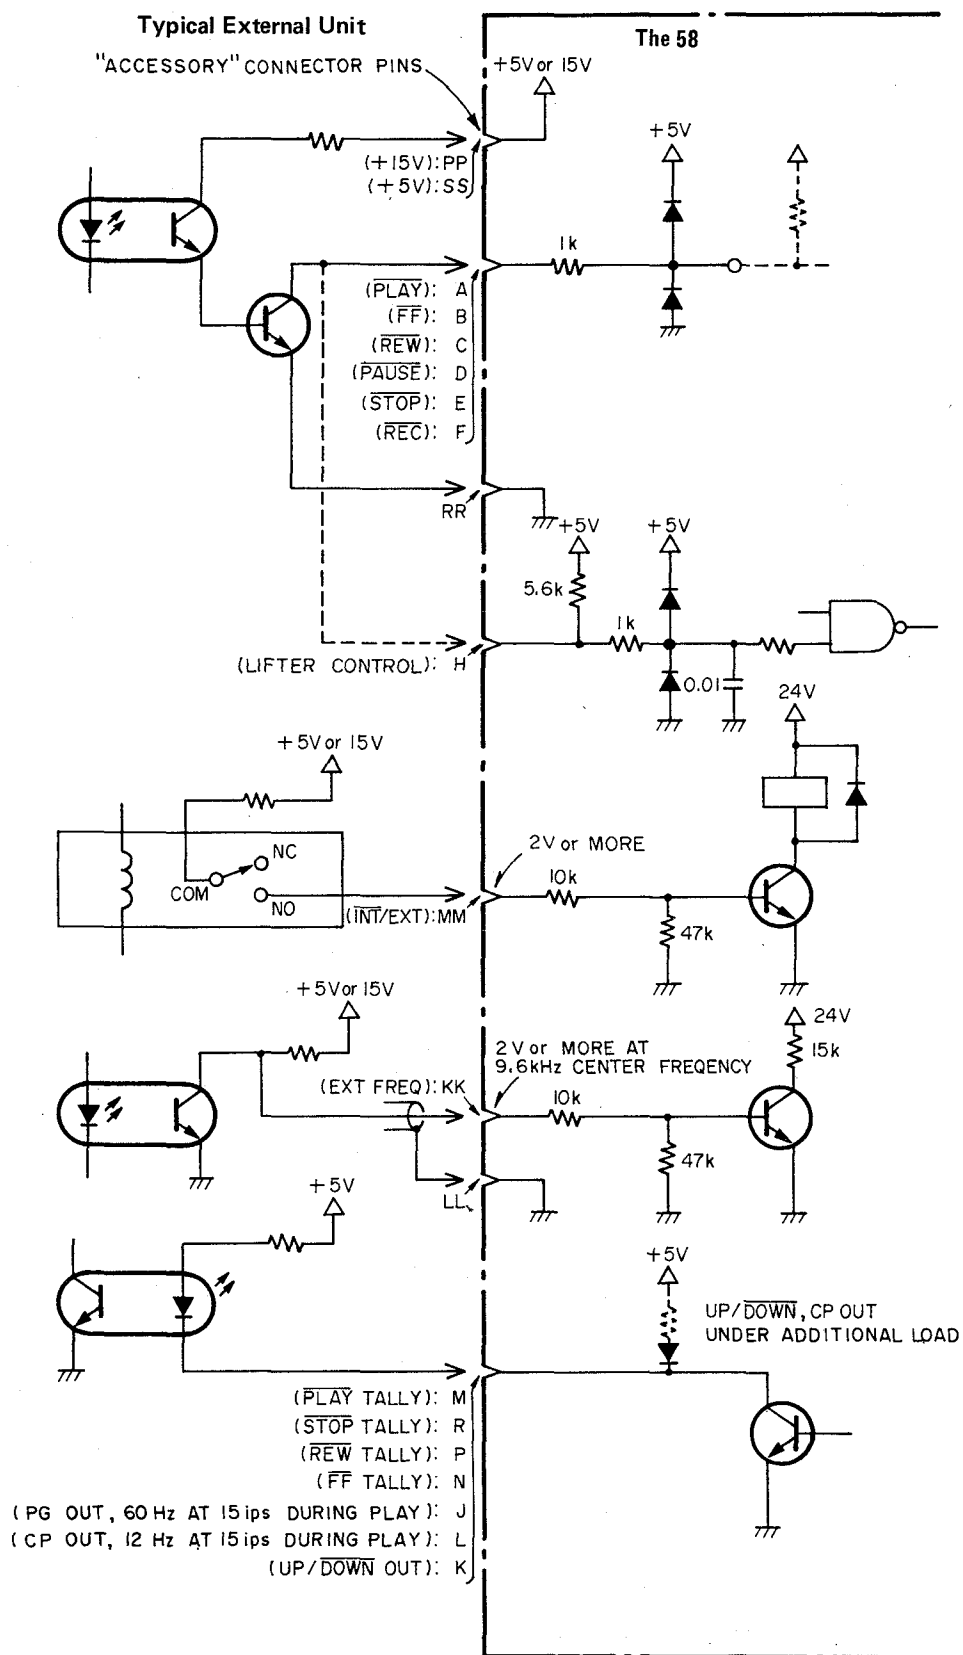 Typical External Unit
The 58
"ACCESSORY" CONNECTOR PINS
+5V or 15V
(+15V): PP
(+5V): SS
+5V
1k
(PLAY): A
(FF): B
(REW): C
(PAUSE): D
(STOP): E
(REC): F
RR
+5V
+5V
5.6k
1k
(LIFTER CONTROL): H
0.01
24V
+5V or 15V
NC
COM
NO
2V or MORE
(INT/EXT): MM
10k
47k
+5V or 15V
24V
15k
2V or MORE AT
9.6kHz CENTER FREQENCY
(EXT FREQ): KK
10k
47k
LL
+5V
+5V
UP/DOWN, CP OUT
UNDER ADDITIONAL LOAD
(PLAY TALLY): M
(STOP TALLY): R
(REW TALLY): P
(FF TALLY): N
(PG OUT, 60 Hz AT 15 ips DURING PLAY): J
(CP OUT, 12 Hz AT 15 ips DURING PLAY): L
(UP/DOWN OUT): K